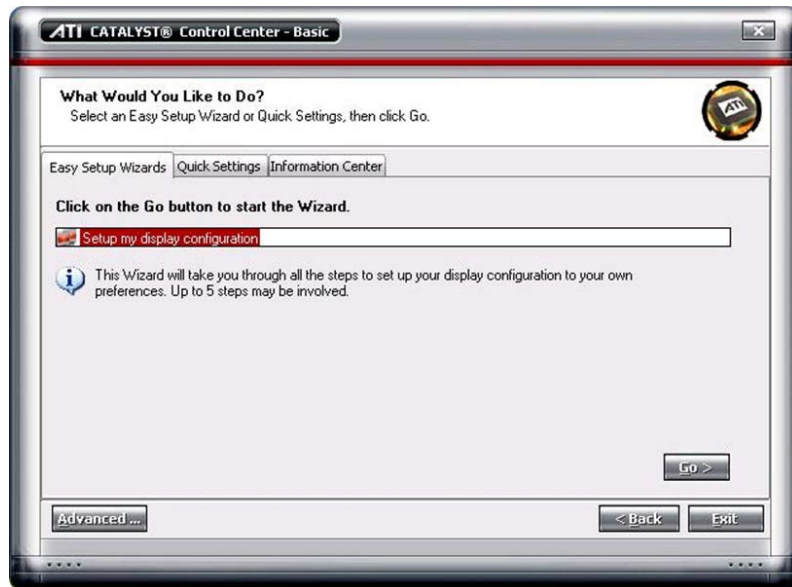 ATI CATALYST® Control Center - Basic
What Would You Like to Do?
Select an Easy Setup Wizard or Quick Settings, then click Go.
ATI
Easy Setup Wizards Quick Settings Information Center
Click on the Go button to start the Wizard.
Setup my display configuration
This Wizard will take you through all the steps to set up your display configuration to your own
preferences. Up to 5 steps may be involved.
Go >
Advanced ... < Back Exit